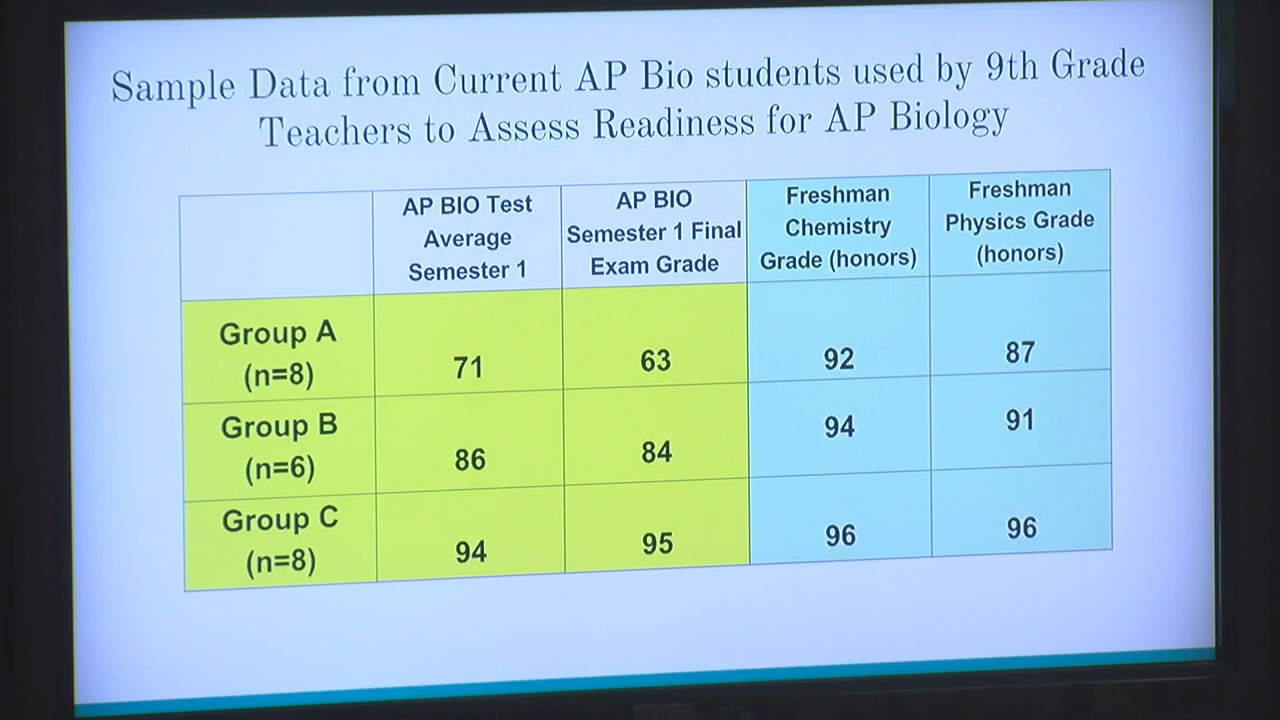 Sample Data from Current AP Bio students used by 9th Grade
Teachers to Assess Readiness for AP Biology
AP BIO Test
Average
Semester 1
AP BIO
Semester 1 Final
Exam Grade
Freshman
Chemistry
Grade (honors)
Freshman
Physics Grade
(honors)
Group A
(n=8)
71
63
92
87
Group B
(n=6)
86
84
94
91
Group C
(n=8)
94
95
96
96